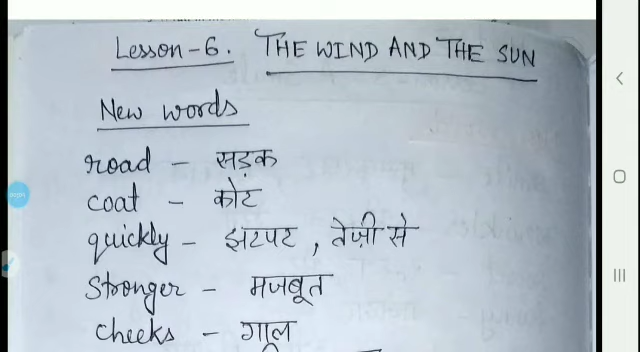 Lesson-6. THE WIND AND THE SUN
New words
road - सड़क
coat - कोट
quickly - झटपट, तेज़ी से
Stronger - मजबूत
Cheeks - गाल